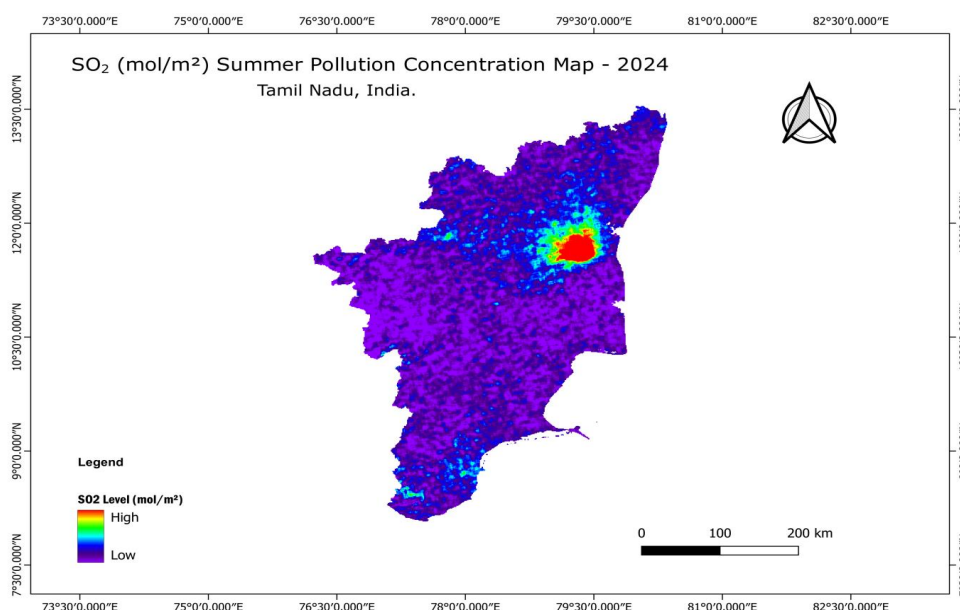 73°30'0.000"E 75°0'0.000"E 76°30'0.000"E 78°0'0.000"E 79°30'0.000"E 81°0'0.000"E 82°30'0.000"E
SO₂ (mol/m²) Summer Pollution Concentration Map - 2024
Tamil Nadu, India.
13°30'0.000"N
12°0'0.000"N
10°30'0.000"N
9°0'0.000"N
7°30'0.000"N
Legend
SO2 Level (mol/m²)
High
Low
0 100 200 km
73°30'0.000"E 75°0'0.000"E 76°30'0.000"E 78°0'0.000"E 79°30'0.000"E 81°0'0.000"E 82°30'0.000"E